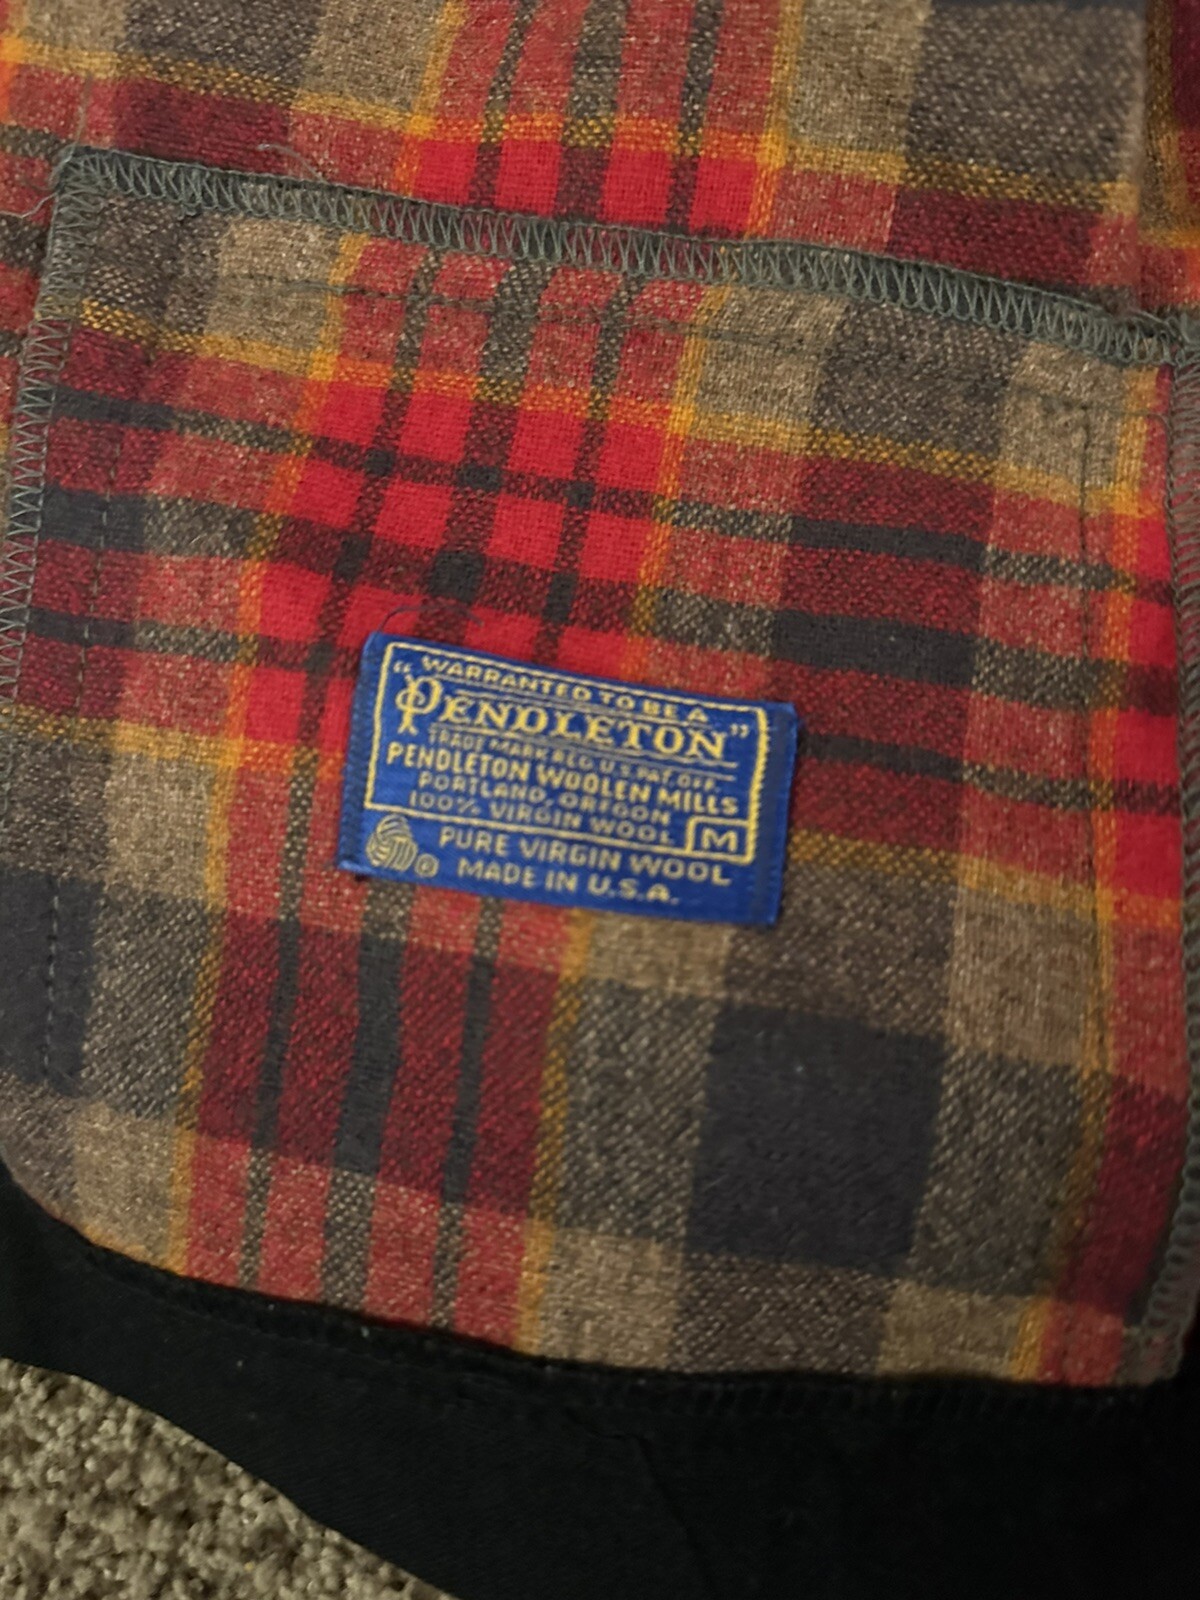 WARRANTED TO BE A
"PENDLETON"
TRADE MARK REG. U.S. PAT. OFF.
PENDLETON WOOLEN MILLS
PORTLAND, OREGON
100% VIRGIN WOOL M
PURE VIRGIN WOOL
® MADE IN U.S.A.